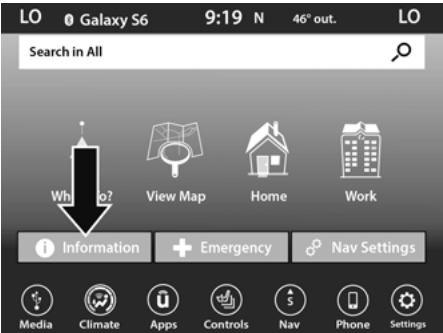 LO Galaxy S6 9:19 N 46° out. LO
Search in All
View Map Home Work
Information Emergency Nav Settings
ū S
Media Climate Apps Controls Nav Phone Settings